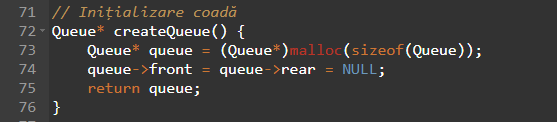 71 // Inițializare coadă
72 Queue* createQueue() {
73     Queue* queue = (Queue*)malloc(sizeof(Queue));
74     queue->front = queue->rear = NULL;
75     return queue;
76 }